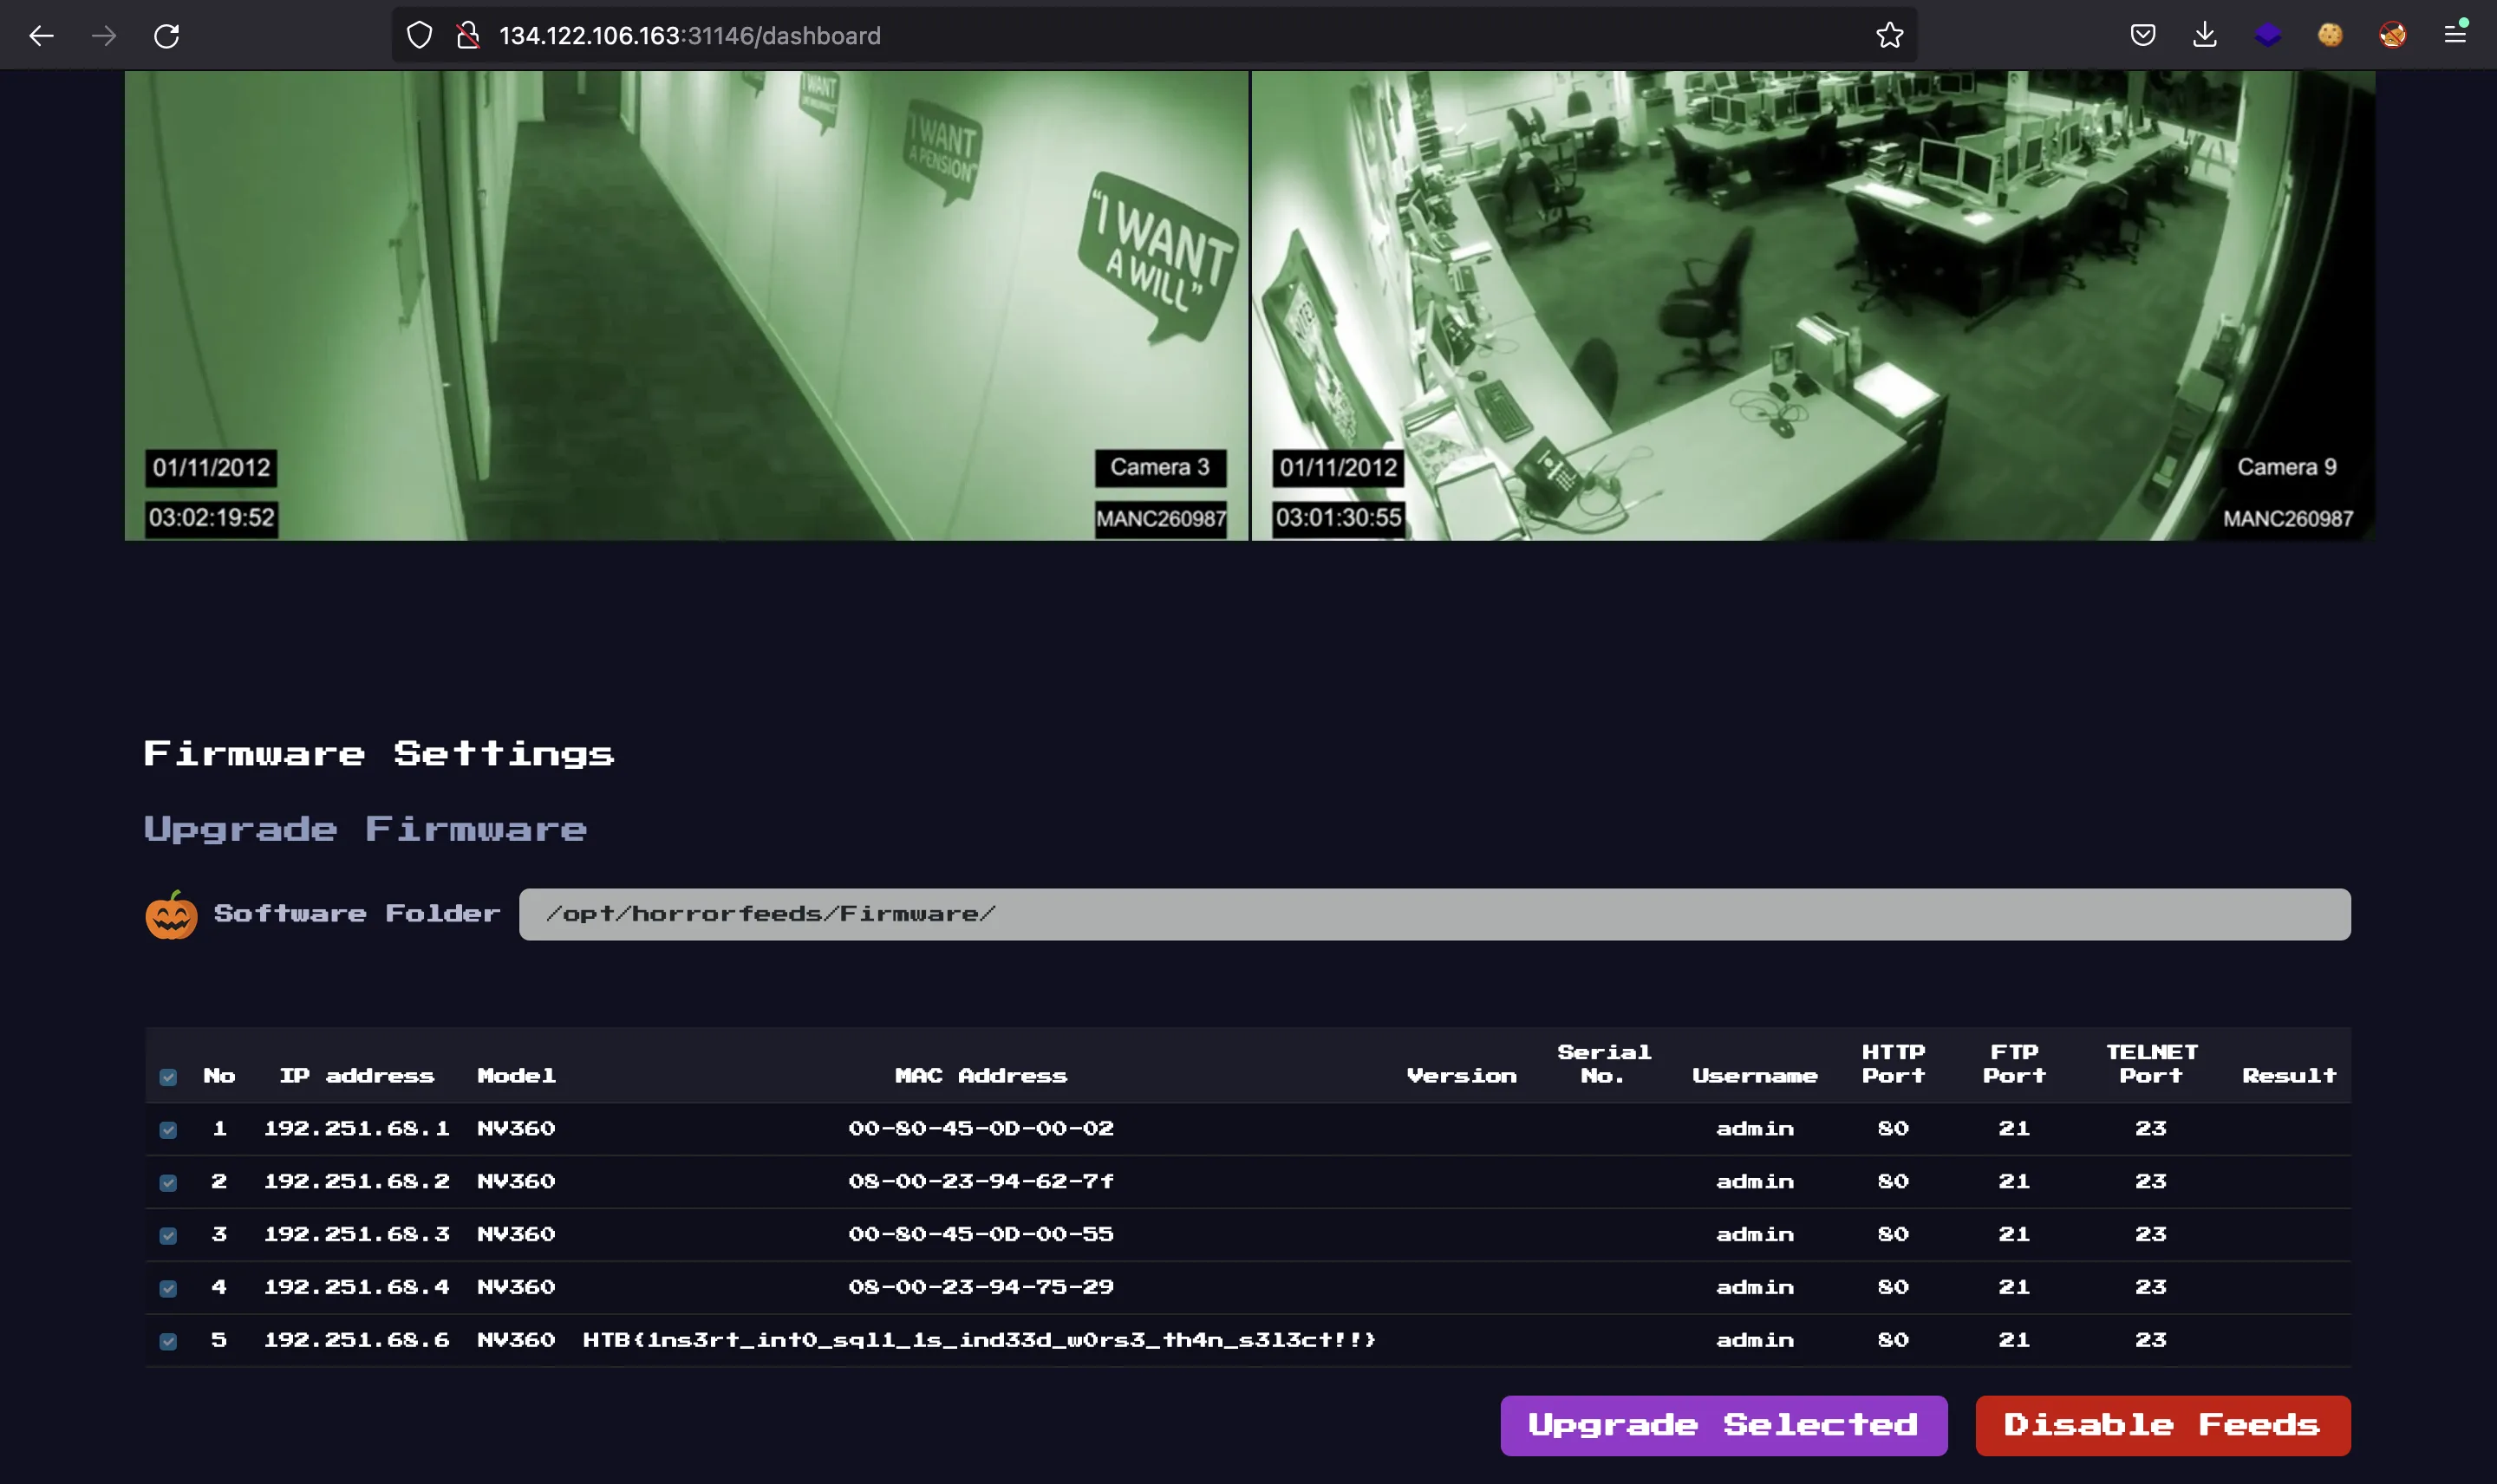 134.122.106.163:31146/dashboard
I WANT
"I WANT
A PENSION"
"I WANT
A WILL"
01/11/2012
03:02:19:52
Camera 3
MANC260987
01/11/2012
03:01:30:55
Camera 9
MANC260987
Firmware Settings
Upgrade Firmware
Software Folder /opt/horrorfeeds/Firmware/
No IP address Model MAC Address Version Serial No. Username HTTP Port FTP Port TELNET Port Result
1 192.251.68.1 NV360 00-80-45-0D-00-02 admin 80 21 23
2 192.251.68.2 NV360 08-00-23-94-62-7f admin 80 21 23
3 192.251.68.3 NV360 00-80-45-0D-00-55 admin 80 21 23
4 192.251.68.4 NV360 08-00-23-94-75-29 admin 80 21 23
5 192.251.68.6 NV360 HTB{1ns3rt_int0_sql1_1s_ind33d_w0rs3_th4n_s3l3ct!!} admin 80 21 23
Upgrade Selected Disable Feeds